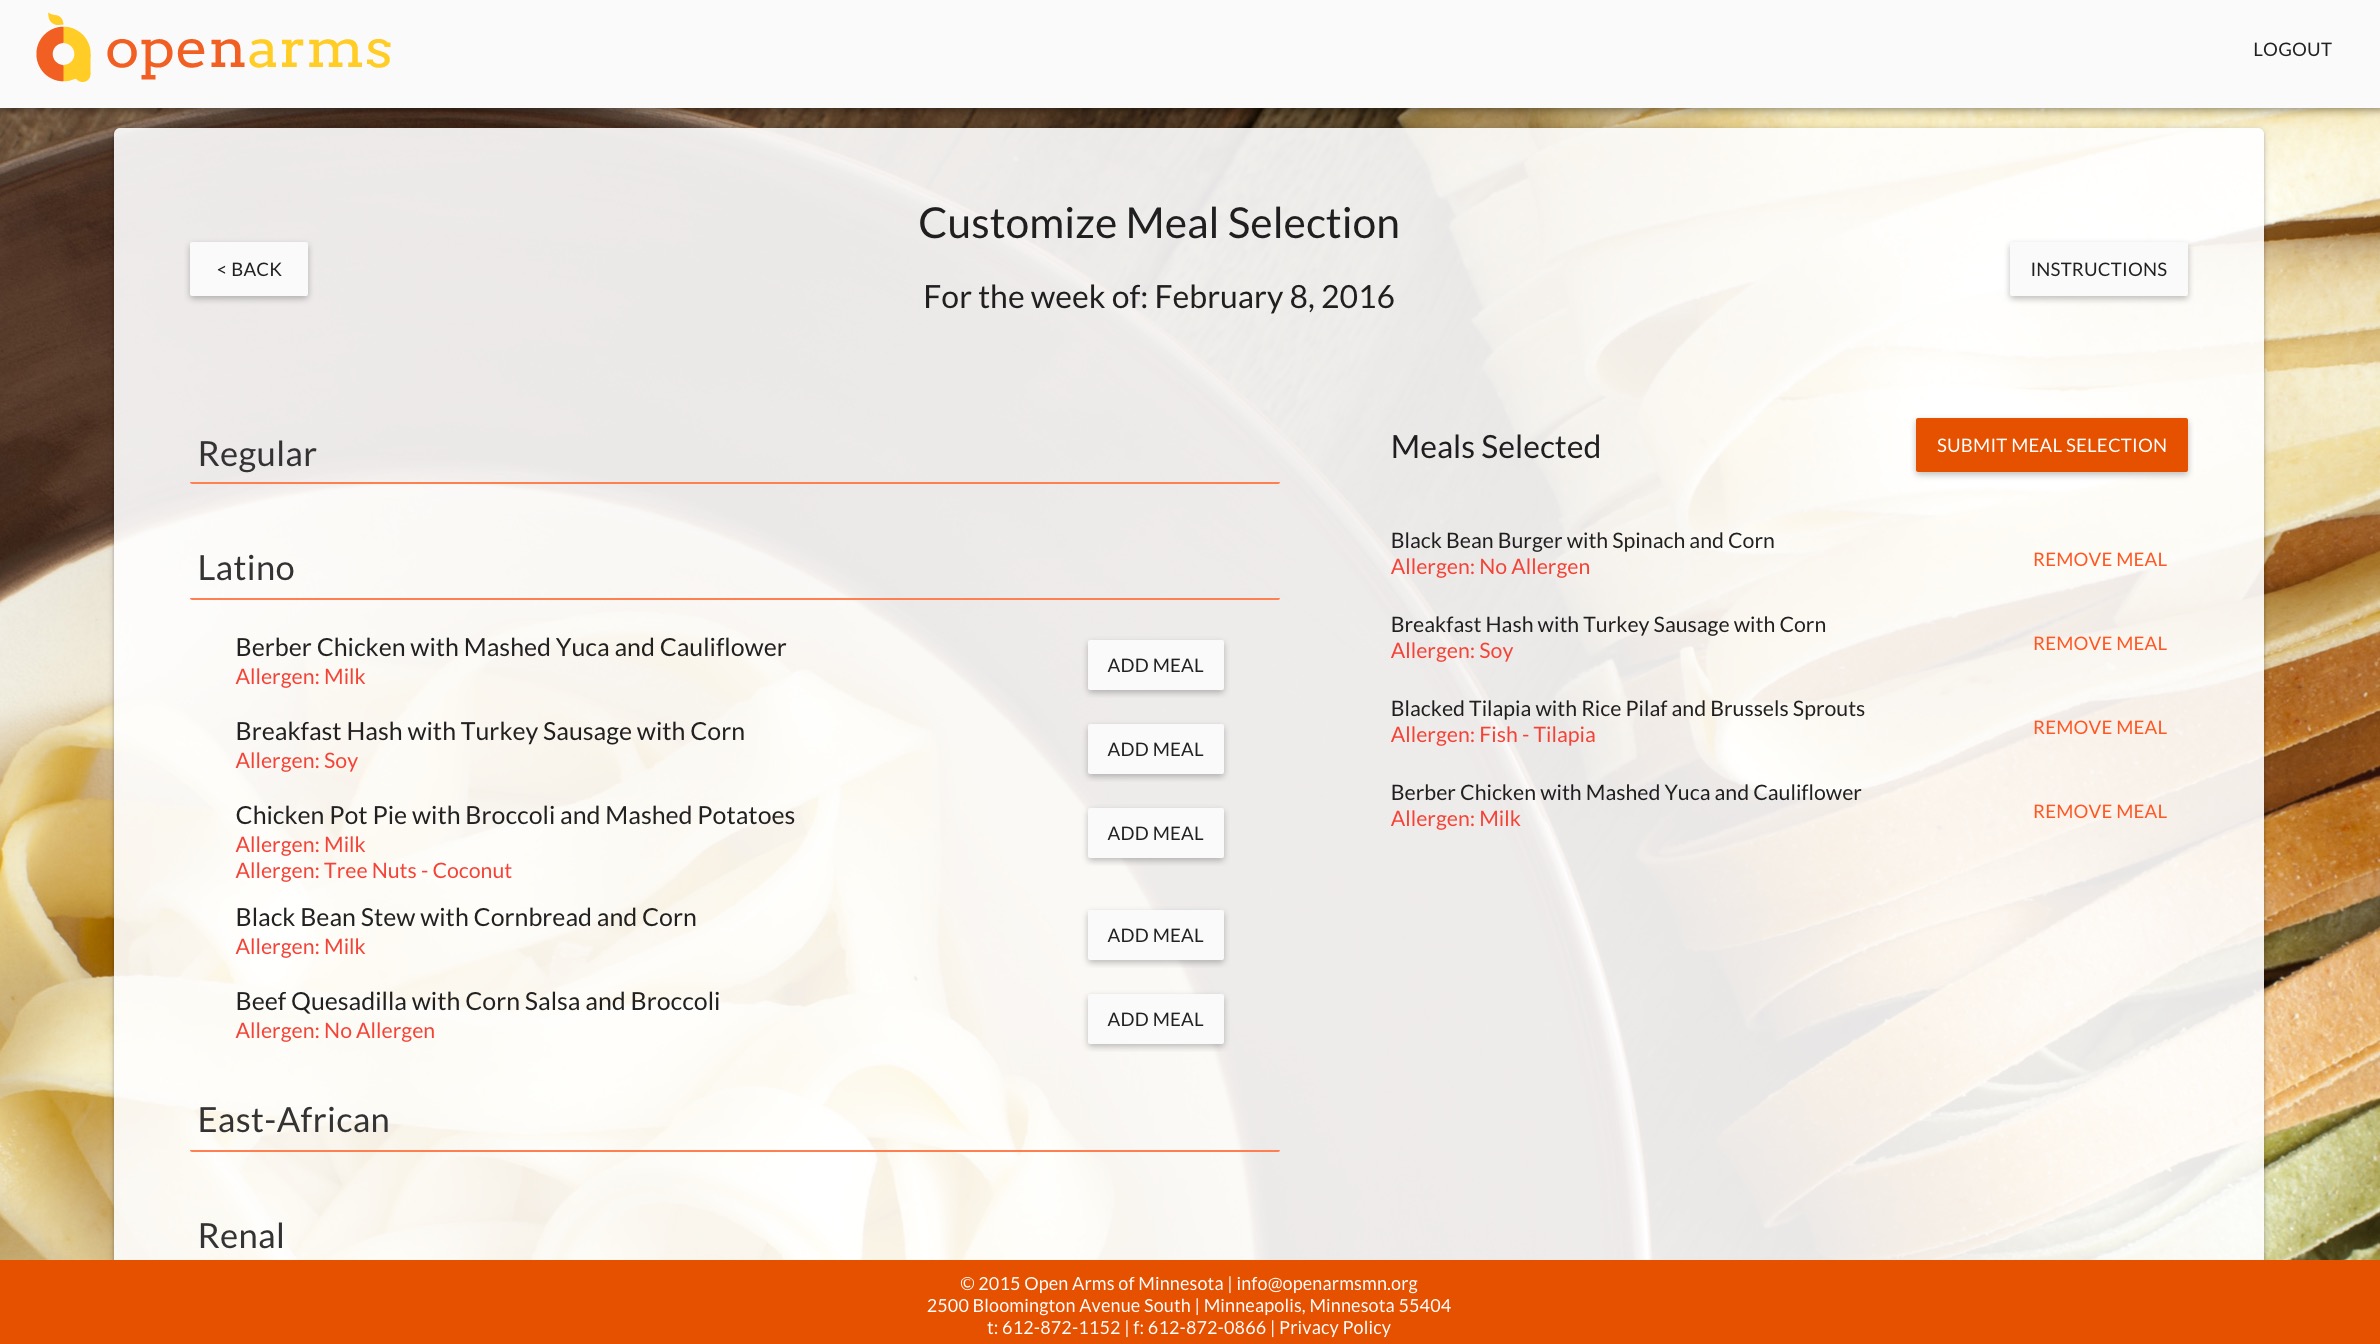 openarms
LOGOUT
Customize Meal Selection
< BACK
INSTRUCTIONS
For the week of: February 8, 2016
Regular
Latino
Berber Chicken with Mashed Yuca and Cauliflower
Allergen: Milk
ADD MEAL
Breakfast Hash with Turkey Sausage with Corn
Allergen: Soy
ADD MEAL
Chicken Pot Pie with Broccoli and Mashed Potatoes
Allergen: Milk
Allergen: Tree Nuts - Coconut
ADD MEAL
Black Bean Stew with Cornbread and Corn
Allergen: Milk
ADD MEAL
Beef Quesadilla with Corn Salsa and Broccoli
Allergen: No Allergen
ADD MEAL
East-African
Renal
Meals Selected
SUBMIT MEAL SELECTION
Black Bean Burger with Spinach and Corn
Allergen: No Allergen
REMOVE MEAL
Breakfast Hash with Turkey Sausage with Corn
Allergen: Soy
REMOVE MEAL
Blacked Tilapia with Rice Pilaf and Brussels Sprouts
Allergen: Fish - Tilapia
REMOVE MEAL
Berber Chicken with Mashed Yuca and Cauliflower
Allergen: Milk
REMOVE MEAL
© 2015 Open Arms of Minnesota | info@openarmsmn.org
2500 Bloomington Avenue South | Minneapolis, Minnesota 55404
t: 612-872-1152 | f: 612-872-0866 | Privacy Policy